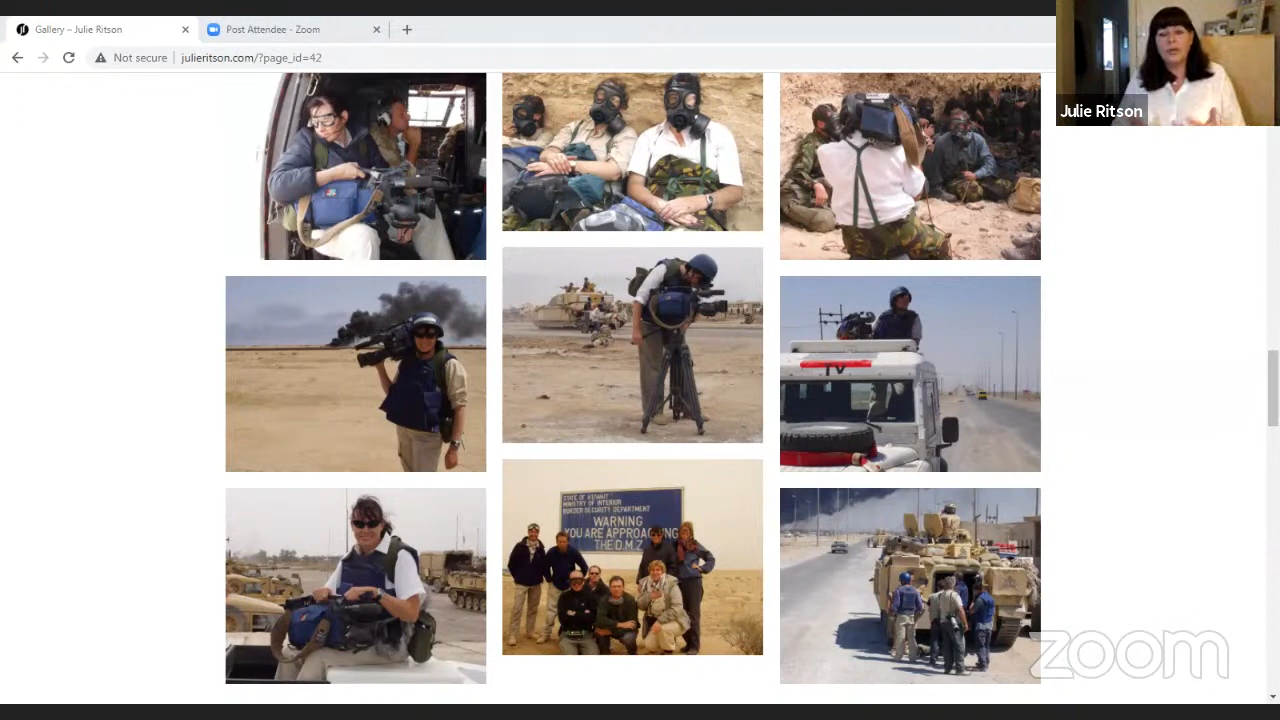 Gallery – Julie Ritson
Post Attendee - Zoom
Not secure
julieritson.com/?page_id=42
Julie Ritson
TV
STATE OF KUWAIT
MINISTRY OF INTERIOR
BORDER SECURITY DEPARTMENT
WARNING
YOU ARE APPROACHING
THE D.M.Z
zoom